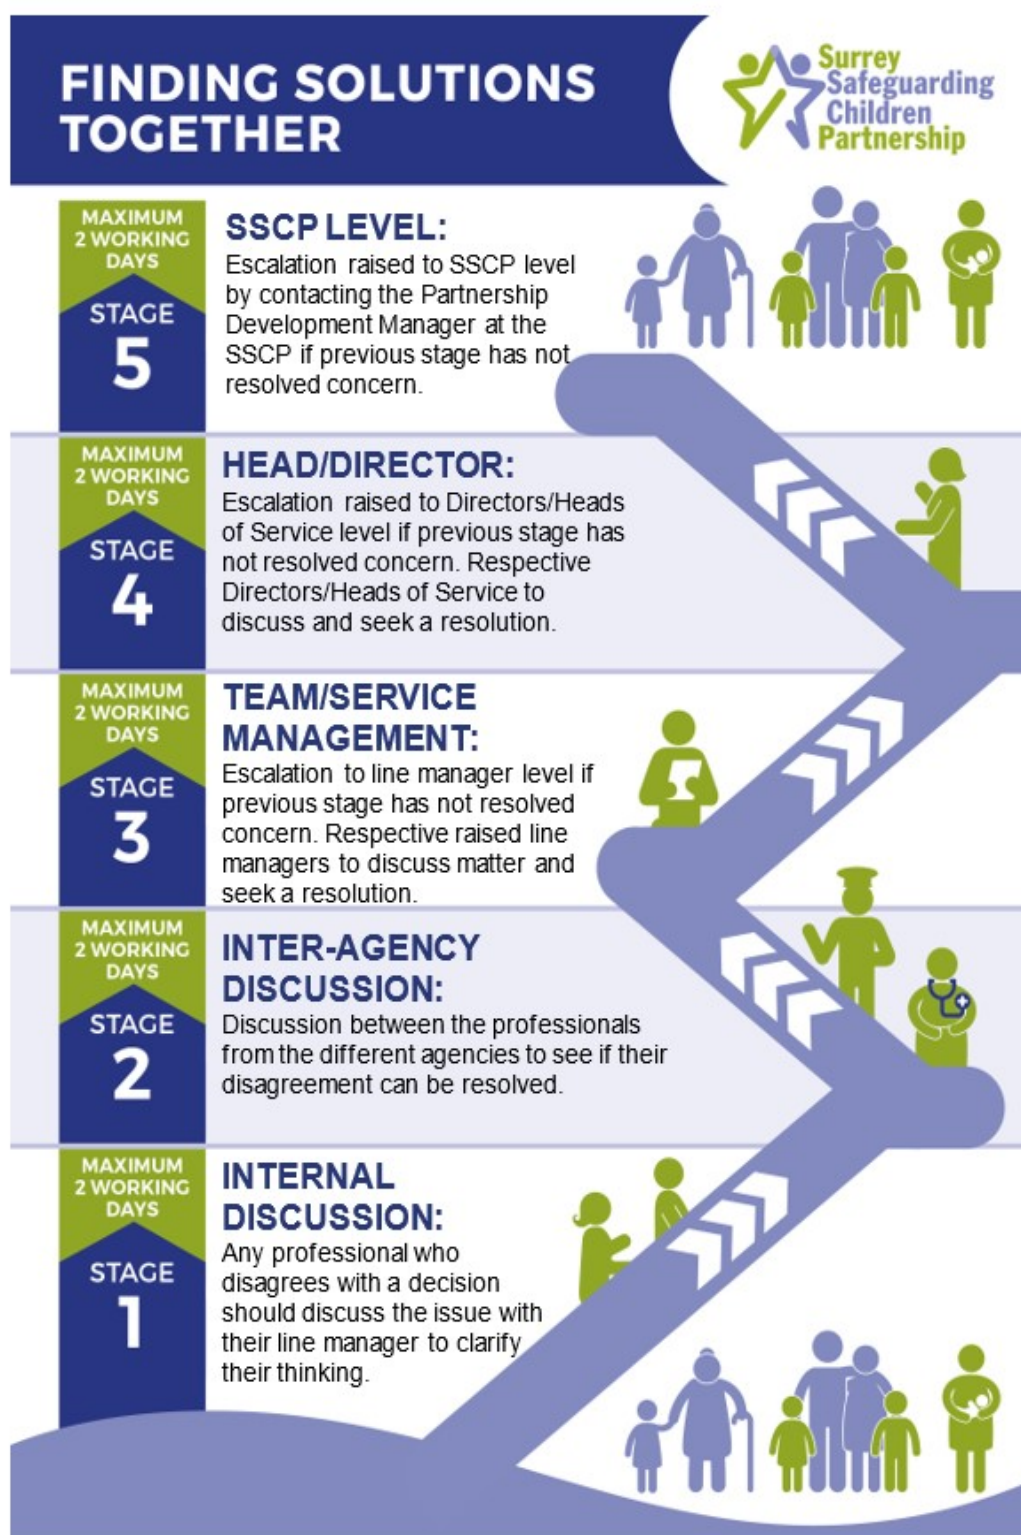 FINDING SOLUTIONS
TOGETHER
Surrey
Safeguarding
Children
Partnership
MAXIMUM
2 WORKING
DAYS
STAGE
5
SSCP LEVEL:
Escalation raised to SSCP level
by contacting the Partnership
Development Manager at the
SSCP if previous stage has not
resolved concern.
MAXIMUM
2 WORKING
DAYS
STAGE
4
HEAD/DIRECTOR:
Escalation raised to Directors/Heads
of Service level if previous stage has
not resolved concern. Respective
Directors/Heads of Service to
discuss and seek a resolution.
MAXIMUM
2 WORKING
DAYS
STAGE
3
TEAM/SERVICE
MANAGEMENT:
Escalation to line manager level if
previous stage has not resolved
concern. Respective raised line
managers to discuss matter and
seek a resolution.
MAXIMUM
2 WORKING
DAYS
STAGE
2
INTER-AGENCY
DISCUSSION:
Discussion between the professionals
from the different agencies to see if their
disagreement can be resolved.
MAXIMUM
2 WORKING
DAYS
STAGE
1
INTERNAL
DISCUSSION:
Any professional who
disagrees with a decision
should discuss the issue with
their line manager to clarify
their thinking.